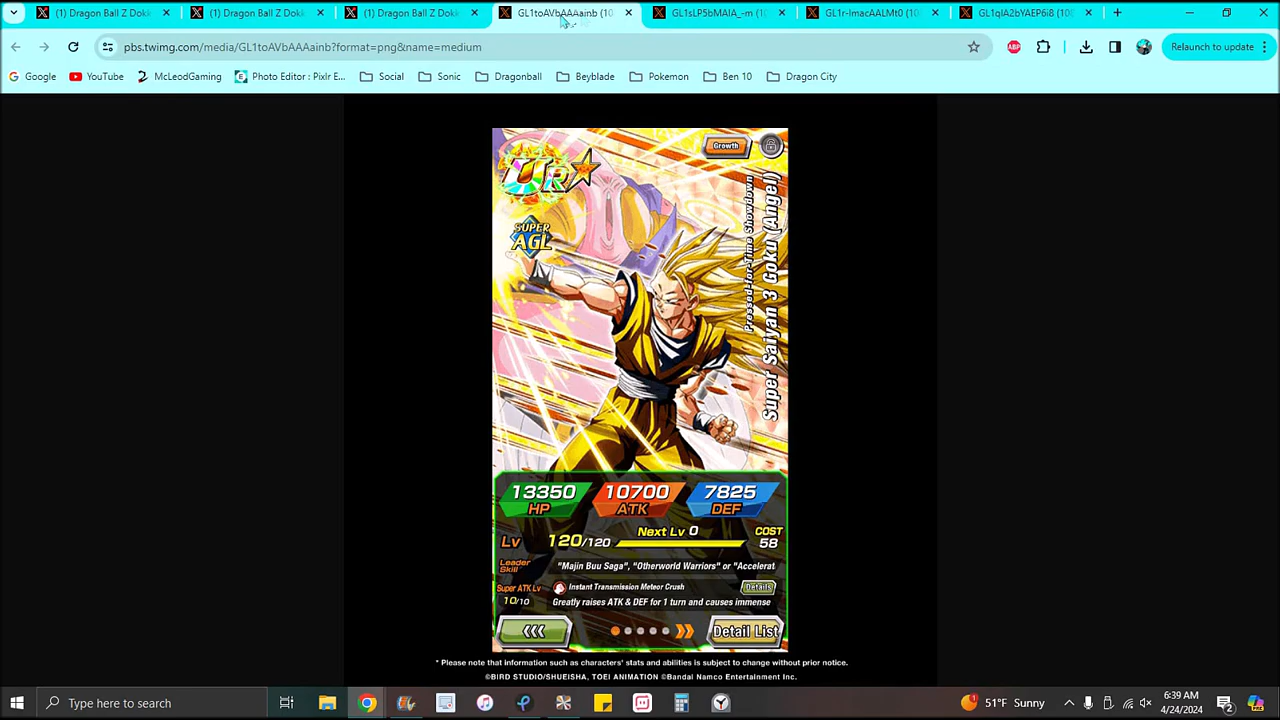 (1) Dragon Ball Z Dokk
(1) Dragon Ball Z Dokk
(1) Dragon Ball Z Dokk
GL1toAVbAAAainb (10
GL1sLP5bMAIA_-m (10
GL1r-lmacAALMt0 (10
GL1qIA2bYAEP6i8 (10
pbs.twimg.com/media/GL1toAVbAAAainb?format=png&name=medium
ABP
Relaunch to update
Google
YouTube
McLeodGaming
Photo Editor : Pixlr E...
Social
Sonic
Dragonball
Beyblade
Pokemon
Ben 10
Dragon City
Growth
UR
SUPER
AGL
Pressed-for-Time Showdown
Super Saiyan 3 Goku (Angel)
13350
HP
10700
ATK
7825
DEF
Next Lv 0
COST
58
Lv 120/120
Leader
Skill
"Majin Buu Saga", "Otherworld Warriors" or "Accelerat
Super ATK Lv
10/10
Instant Transmission Meteor Crush
Details
Greatly raises ATK & DEF for 1 turn and causes immense
Detail List
* Please note that information such as characters' stats and abilities is subject to change without prior notice.
©BIRD STUDIO/SHUEISHA, TOEI ANIMATION ©Bandai Namco Entertainment Inc.
Type here to search
1
51°F Sunny
6:39 AM
4/24/2024
2